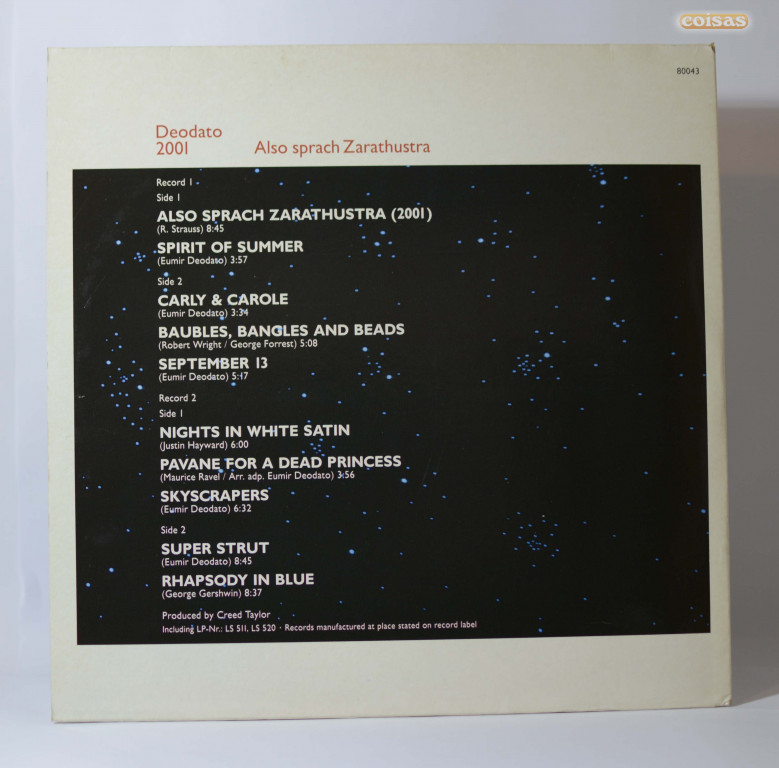 coisas
80043
Deodato
2001 Also sprach Zarathustra
Record 1
Side 1
ALSO SPRACH ZARATHUSTRA (2001)
(R. Strauss) 8:45
SPIRIT OF SUMMER
(Eumir Deodato) 3:57
Side 2
CARLY & CAROLE
(Eumir Deodato) 3:34
BAUBLES, BANGLES AND BEADS
(Robert Wright / George Forrest) 5:08
SEPTEMBER 13
(Eumir Deodato) 5:17
Record 2
Side 1
NIGHTS IN WHITE SATIN
(Justin Hayward) 6:00
PAVANE FOR A DEAD PRINCESS
(Maurice Ravel / Arr. adp. Eumir Deodato) 3:56
SKYSCRAPERS
(Eumir Deodato) 6:32
Side 2
SUPER STRUT
(Eumir Deodato) 8:45
RHAPSODY IN BLUE
(George Gershwin) 8:37
Produced by Creed Taylor
Including LP-Nr.: LS 511, LS 520 · Records manufactured at place stated on record label